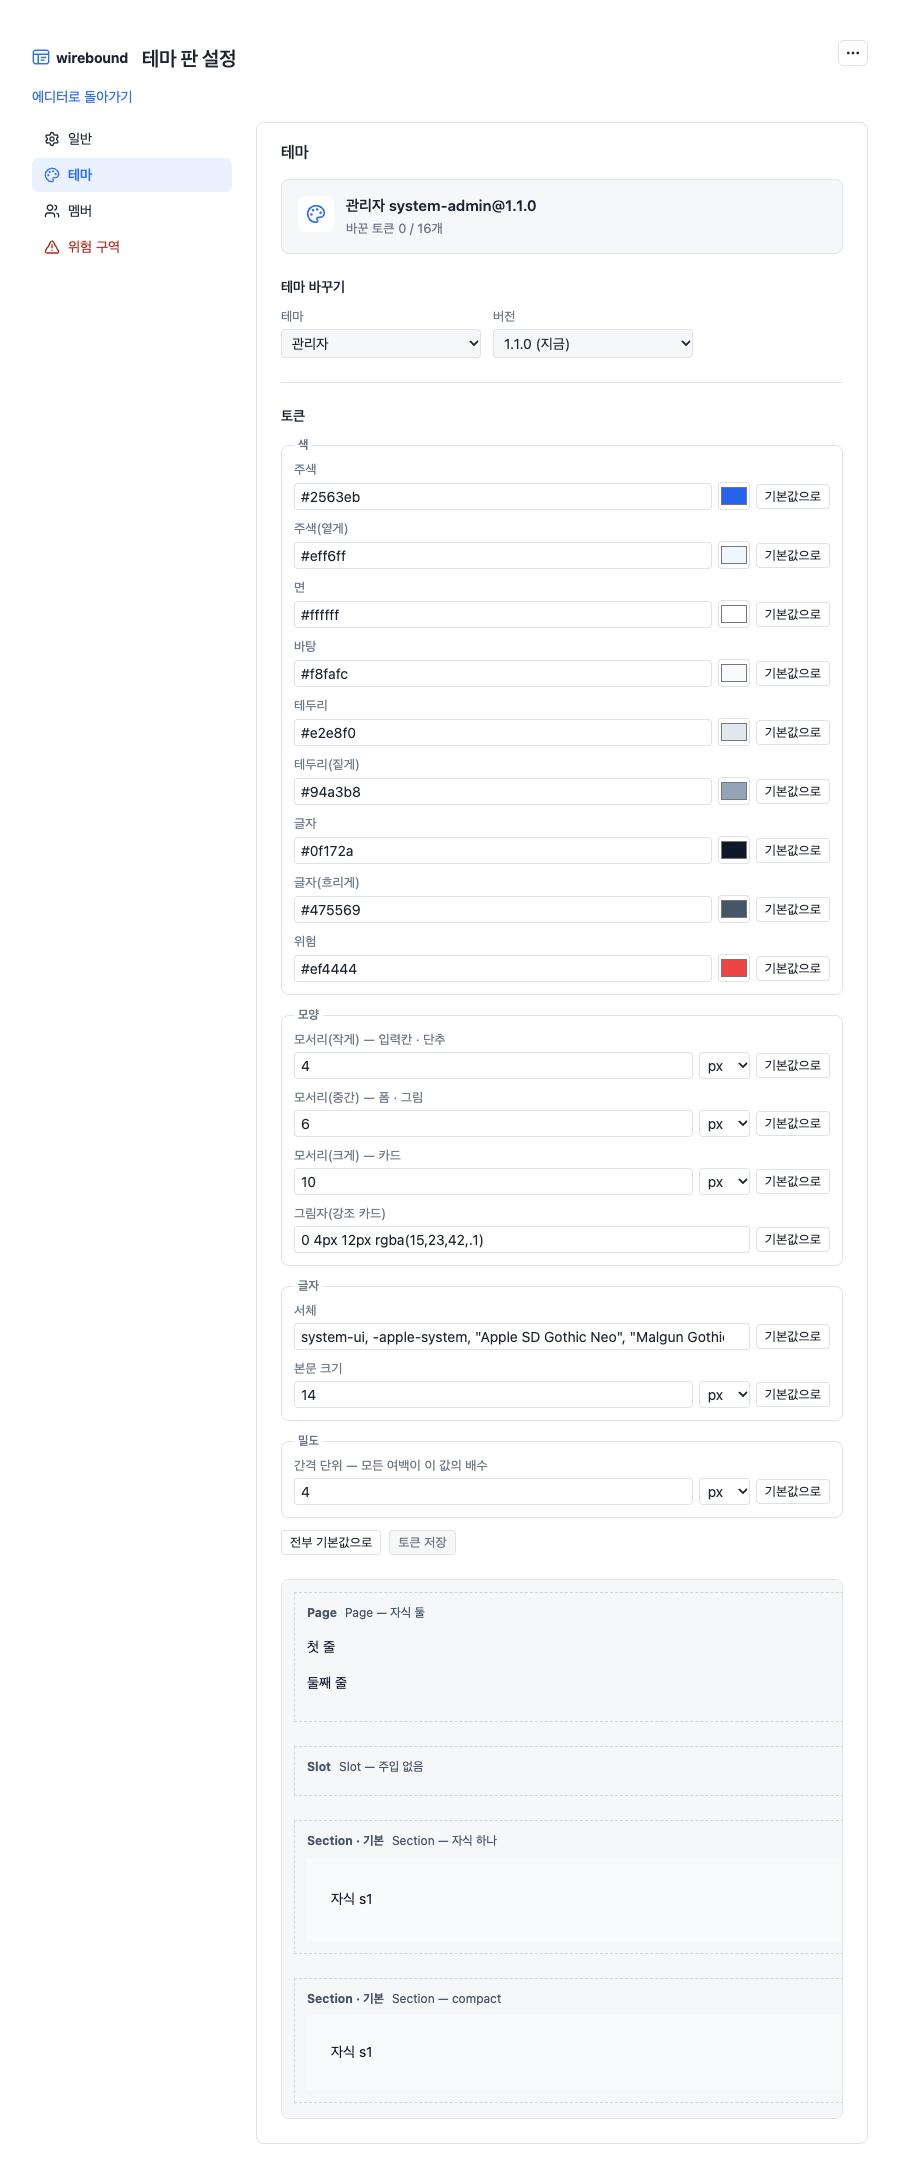 wirebound 테마 판 설정
에디터로 돌아가기
일반
테마
멤버
위험 구역
테마
관리자 system-admin@1.1.0
바꾼 토큰 0 / 16개
테마 바꾸기
테마 버전
관리자 1.1.0 (지금)
토큰
색
주색
#2563eb 기본값으로
주색(옅게)
#eff6ff 기본값으로
면
#ffffff 기본값으로
바탕
#f8fafc 기본값으로
테두리
#e2e8f0 기본값으로
테두리(짙게)
#94a3b8 기본값으로
글자
#0f172a 기본값으로
글자(흐리게)
#475569 기본값으로
위험
#ef4444 기본값으로
모양
모서리(작게) — 입력칸 · 단추
4 px 기본값으로
모서리(중간) — 폼 · 그림
6 px 기본값으로
모서리(크게) — 카드
10 px 기본값으로
그림자(강조 카드)
0 4px 12px rgba(15,23,42,.1) 기본값으로
글자
서체
system-ui, -apple-system, "Apple SD Gothic Neo", "Malgun Gothi 기본값으로
본문 크기
14 px 기본값으로
밀도
간격 단위 — 모든 여백이 이 값의 배수
4 px 기본값으로
전부 기본값으로 토큰 저장
Page Page — 자식 둘
첫 줄
둘째 줄
Slot Slot — 주입 없음
Section · 기본 Section — 자식 하나
자식 s1
Section · 기본 Section — compact
자식 s1